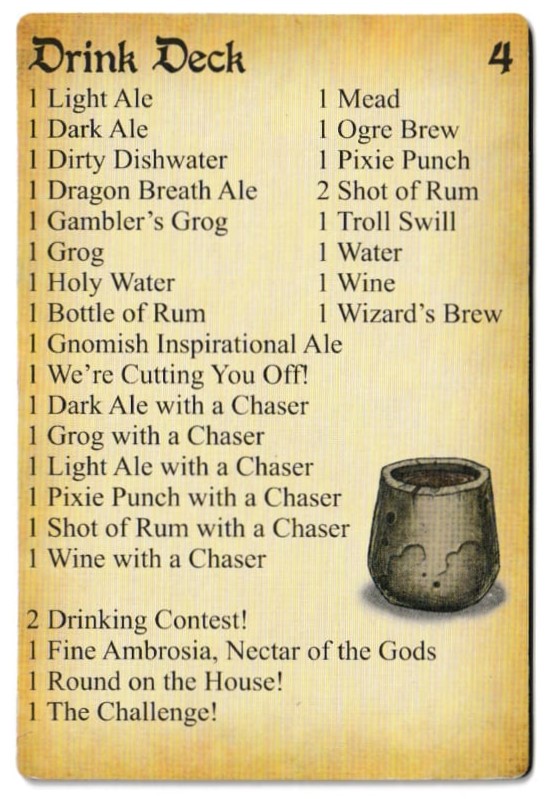 Drink Deck 4
1 Light Ale
1 Dark Ale
1 Dirty Dishwater
1 Dragon Breath Ale
1 Gambler's Grog
1 Grog
1 Holy Water
1 Bottle of Rum
1 Mead
1 Ogre Brew
1 Pixie Punch
2 Shot of Rum
1 Troll Swill
1 Water
1 Wine
1 Wizard's Brew
1 Gnomish Inspirational Ale
1 We're Cutting You Off!
1 Dark Ale with a Chaser
1 Grog with a Chaser
1 Light Ale with a Chaser
1 Pixie Punch with a Chaser
1 Shot of Rum with a Chaser
1 Wine with a Chaser
2 Drinking Contest!
1 Fine Ambrosia, Nectar of the Gods
1 Round on the House!
1 The Challenge!